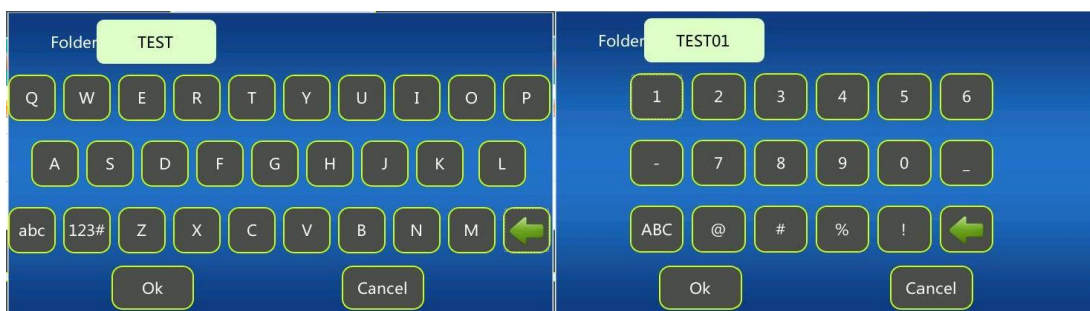 Folder TEST
Q W E R T Y U I O P
A S D F G H J K L
abc 123# Z X C V B N M
Ok Cancel
Folder TEST01
1 2 3 4 5 6
- 7 8 9 0 _
ABC @ # % !
Ok Cancel